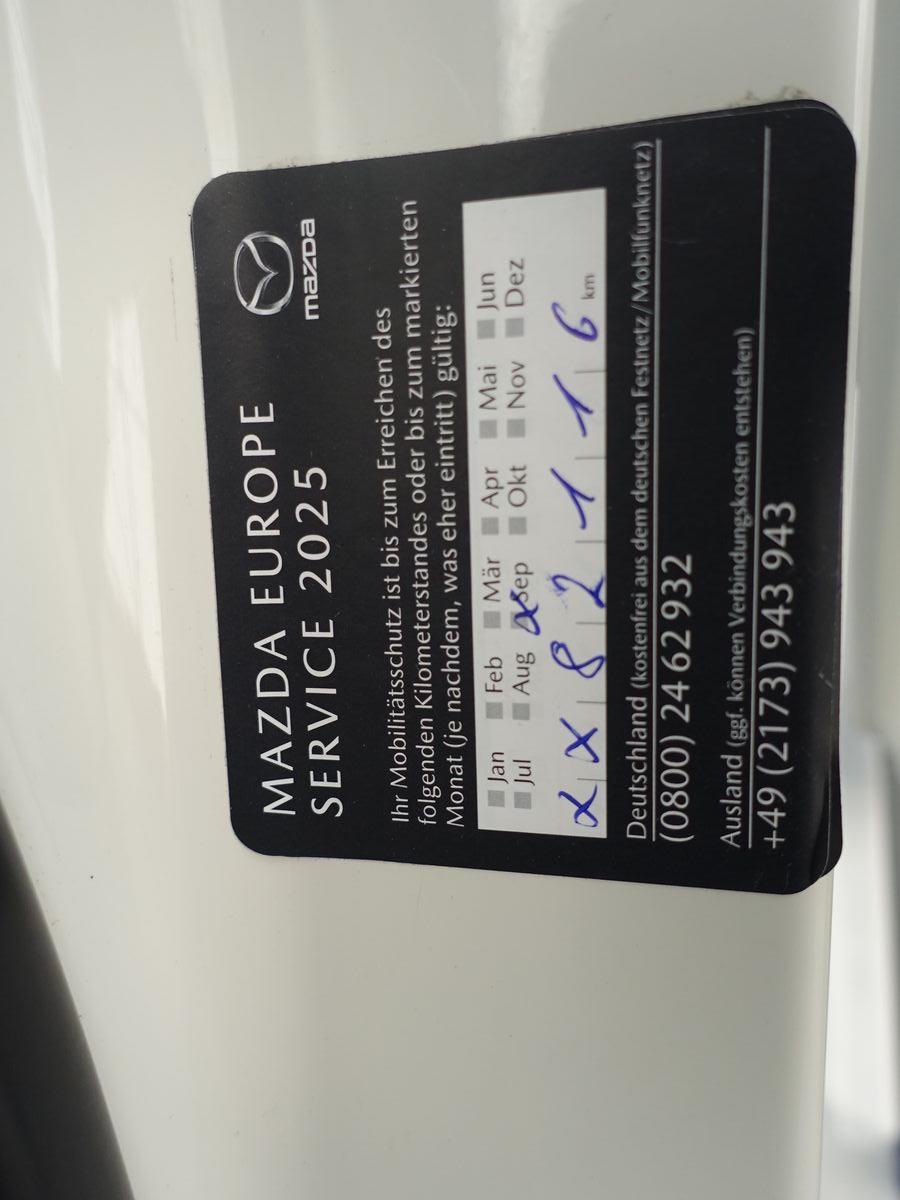 MAZDA EUROPE
SERVICE 2025
mazda
Ihr Mobilitätsschutz ist bis zum Erreichen des
folgenden Kilometerstandes oder bis zum markierten
Monat (je nachdem, was eher eintritt) gültig:
Jan Feb Mär Apr Mai Jun
Jul Aug Sep Okt Nov Dez
X X 8 2 1 1 6 km
Deutschland (kostenfrei aus dem deutschen Festnetz/Mobilfunknetz)
(0800) 24 62 932
Ausland (ggf. können Verbindungskosten entstehen)
+49 (2173) 943 943